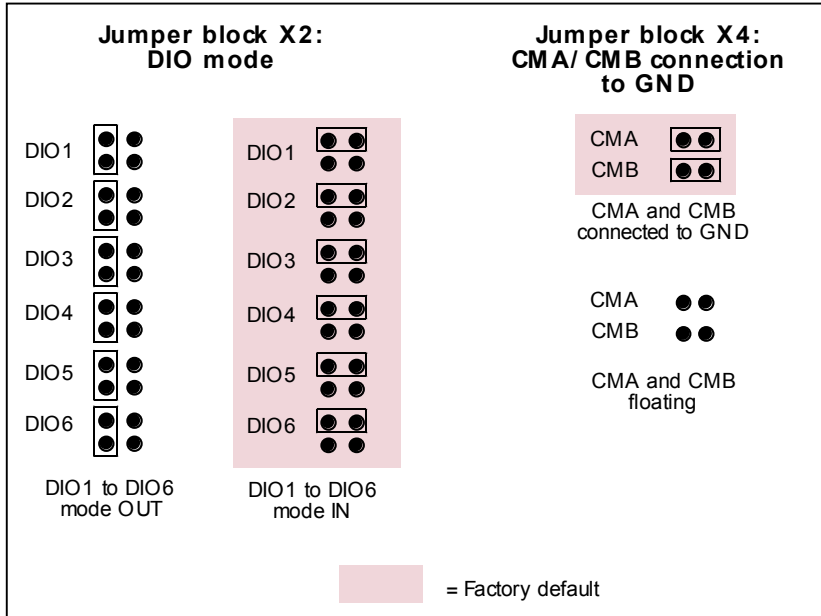 Jumper block X2:
DIO mode
DIO1
DIO2
DIO3
DIO4
DIO5
DIO6
DIO1 to DIO6
mode OUT
DIO1
DIO2
DIO3
DIO4
DIO5
DIO6
DIO1 to DIO6
mode IN
Jumper block X4:
CMA/ CMB connection
to GND
CMA
CMB
CMA and CMB
connected to GND
CMA
CMB
CMA and CMB
floating
= Factory default